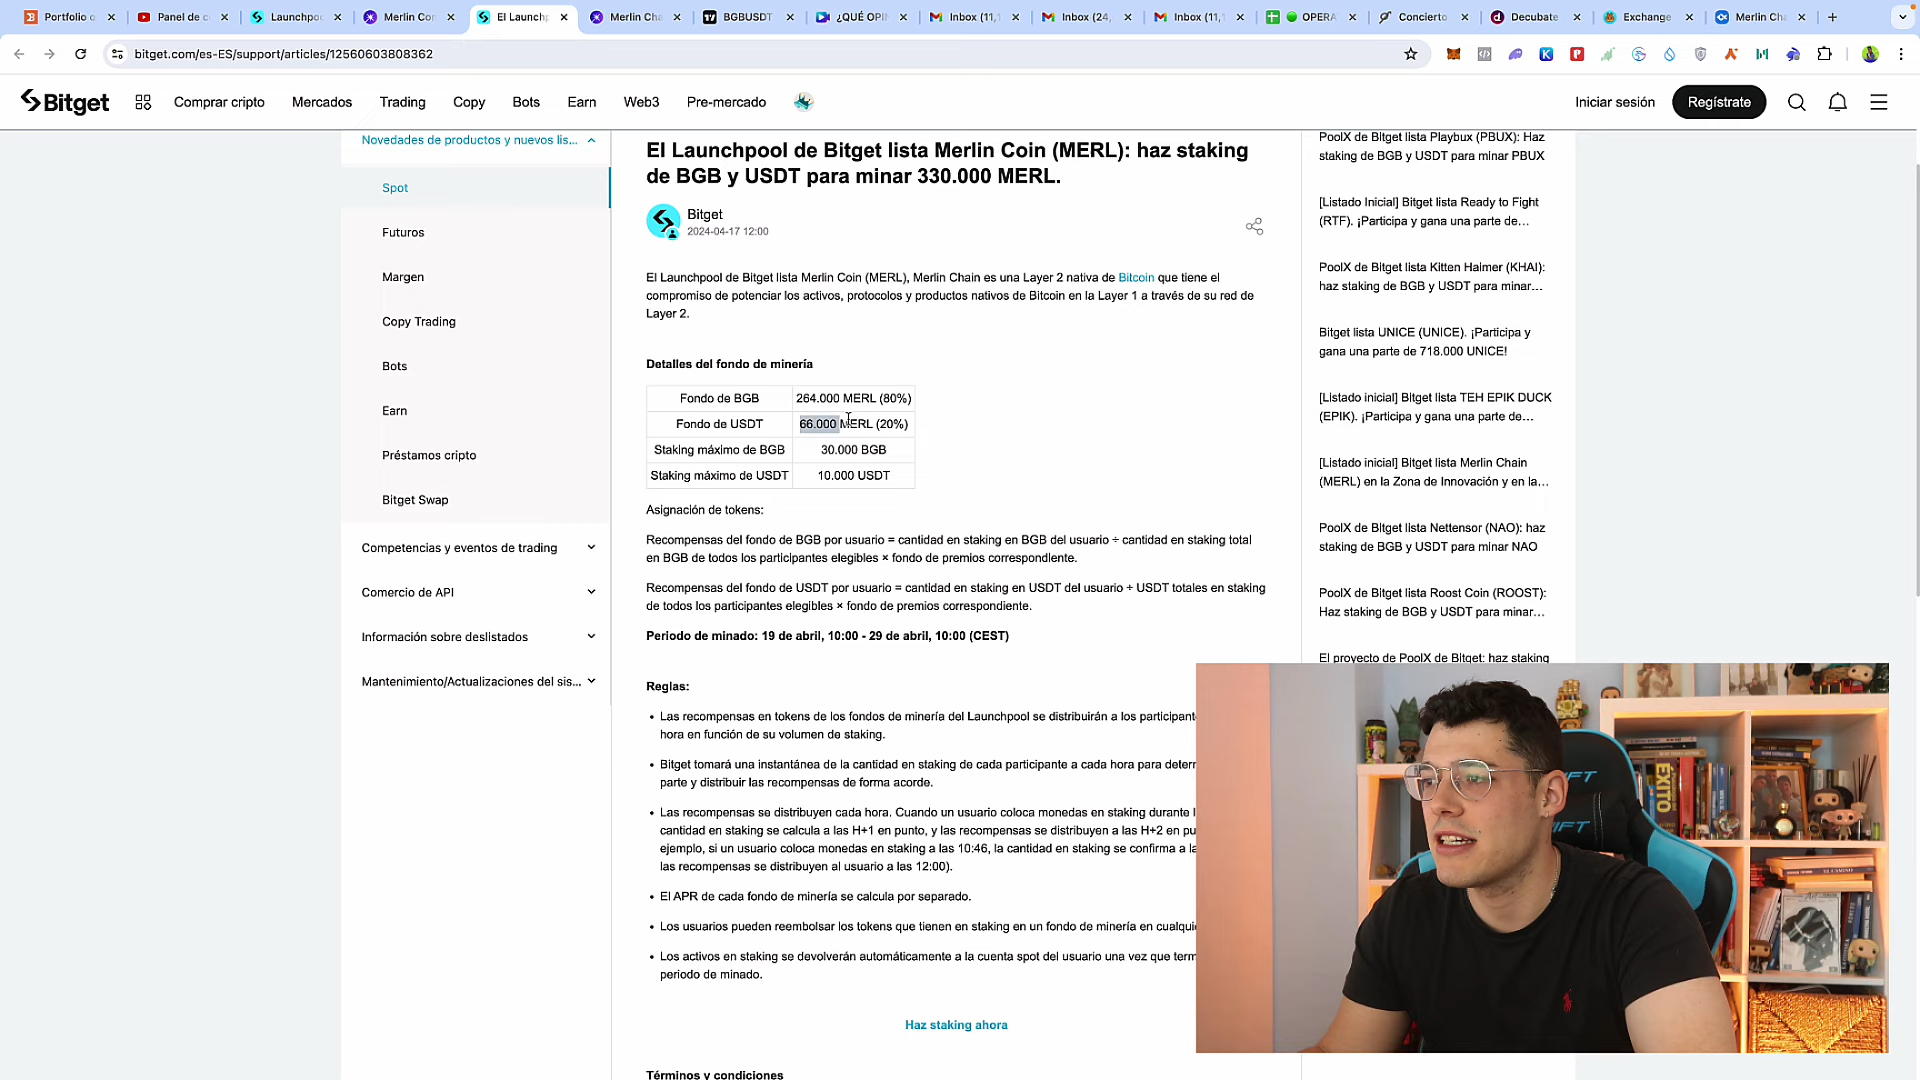 Portfolio
Panel de c
Launchpo
Merlin Cor
El Launch
Merlin Cha
BGBUSDT
¿QUÉ OPI
Inbox (11,
Inbox (24,
Inbox (11,
OPERA
Concierto
Decubate
Exchange
Merlin Cha
bitget.com/es-ES/support/articles/12560603808362
Bitget
Comprar cripto
Mercados
Trading
Copy
Bots
Earn
Web3
Pre-mercado
Iniciar sesión
Regístrate
Novedades de productos y nuevos lis...
Spot
Futuros
Margen
Copy Trading
Bots
Earn
Préstamos cripto
Bitget Swap
Competencias y eventos de trading
Comercio de API
Información sobre deslistados
Mantenimiento/Actualizaciones del sis...
El Launchpool de Bitget lista Merlin Coin (MERL): haz staking
de BGB y USDT para minar 330.000 MERL.
Bitget
2024-04-17 12:00
El Launchpool de Bitget lista Merlin Coin (MERL), Merlin Chain es una Layer 2 nativa de Bitcoin que tiene el
compromiso de potenciar los activos, protocolos y productos nativos de Bitcoin en la Layer 1 a través de su red de
Layer 2.
Detalles del fondo de minería
Fondo de BGB 264.000 MERL (80%)
Fondo de USDT 66.000 MERL (20%)
Staking máximo de BGB 30.000 BGB
Staking máximo de USDT 10.000 USDT
Asignación de tokens:
Recompensas del fondo de BGB por usuario = cantidad en staking en BGB del usuario ÷ cantidad en staking total
en BGB de todos los participantes elegibles × fondo de premios correspondiente.
Recompensas del fondo de USDT por usuario = cantidad en staking en USDT del usuario ÷ USDT totales en staking
de todos los participantes elegibles × fondo de premios correspondiente.
Periodo de minado: 19 de abril, 10:00 - 29 de abril, 10:00 (CEST)
Reglas:
• Las recompensas en tokens de los fondos de minería del Launchpool se distribuirán a los participant
hora en función de su volumen de staking.
• Bitget tomará una instantánea de la cantidad en staking de cada participante a cada hora para deter
parte y distribuir las recompensas de forma acorde.
• Las recompensas se distribuyen cada hora. Cuando un usuario coloca monedas en staking durante l
cantidad en staking se calcula a las H+1 en punto, y las recompensas se distribuyen a las H+2 en pu
ejemplo, si un usuario coloca monedas en staking a las 10:46, la cantidad en staking se confirma a la
las recompensas se distribuyen al usuario a las 12:00).
• El APR de cada fondo de minería se calcula por separado.
• Los usuarios pueden reembolsar los tokens que tienen en staking en un fondo de minería en cualqui
• Los activos en staking se devolverán automáticamente a la cuenta spot del usuario una vez que term
periodo de minado.
Haz staking ahora
Términos y condiciones
PoolX de Bitget lista Playbux (PBUX): Haz
staking de BGB y USDT para minar PBUX
[Listado Inicial] Bitget lista Ready to Fight
(RTF). ¡Participa y gana una parte de...
PoolX de Bitget lista Kitten Haimer (KHAI):
haz staking de BGB y USDT para minar...
Bitget lista UNICE (UNICE). ¡Participa y
gana una parte de 718.000 UNICE!
[Listado inicial] Bitget lista TEH EPIK DUCK
(EPIK). ¡Participa y gana una parte de...
[Listado inicial] Bitget lista Merlin Chain
(MERL) en la Zona de Innovación y en la...
PoolX de Bitget lista Nettensor (NAO): haz
staking de BGB y USDT para minar NAO
PoolX de Bitget lista Roost Coin (ROOST):
Haz staking de BGB y USDT para minar...
El proyecto de PoolX de Bitget: haz staking
ÉXITO
EL CAMINO